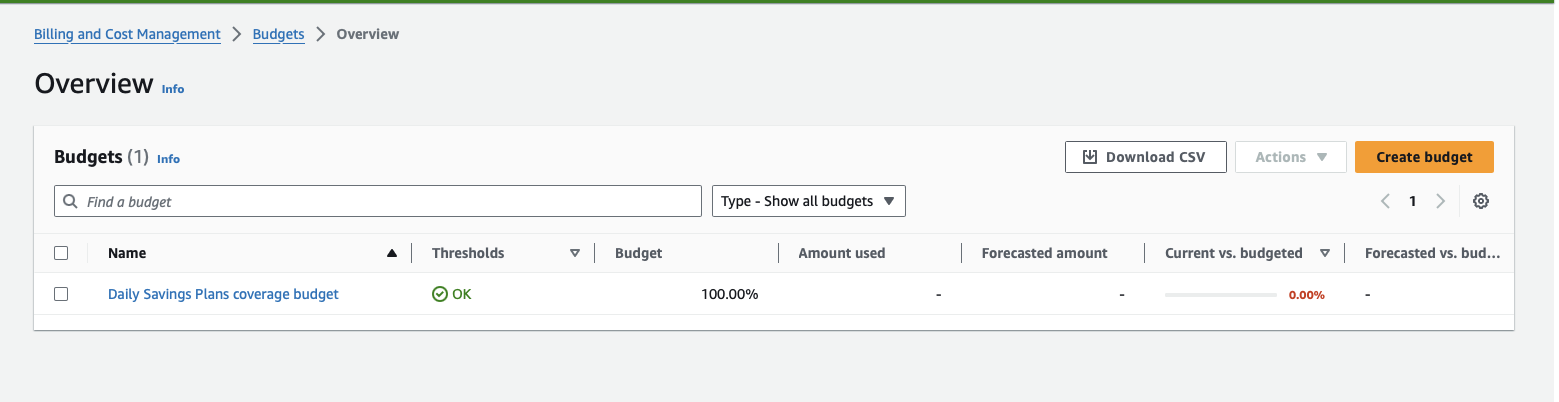 Billing and Cost Management > Budgets > Overview
Overview Info
Budgets (1) Info Download CSV Actions Create budget
Find a budget Type - Show all budgets 1
Name Thresholds Budget Amount used Forecasted amount Current vs. budgeted Forecasted vs. bud...
Daily Savings Plans coverage budget OK 100.00% - - 0.00% -